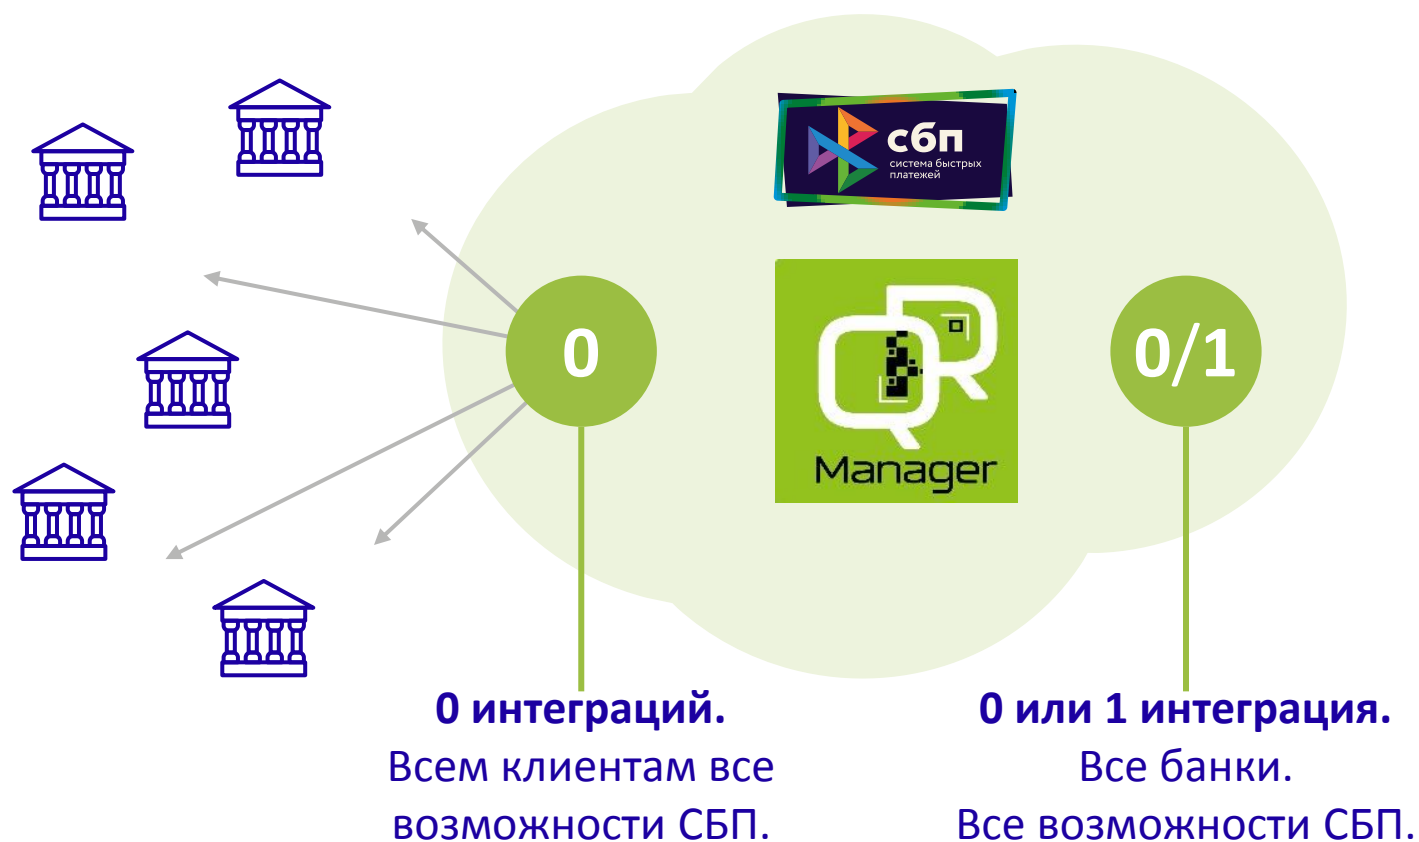 сбп
система быстрых
платежей
QR
Manager
0
0/1
0 интеграций.
Всем клиентам все
возможности СБП.
0 или 1 интеграция.
Все банки.
Все возможности СБП.